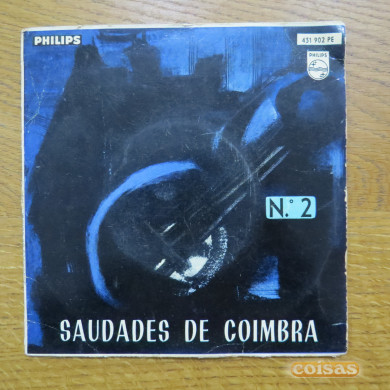 PHILIPS
431 902 PE
PHILIPS
N.º 2
SAUDADES DE COIMBRA
coisas